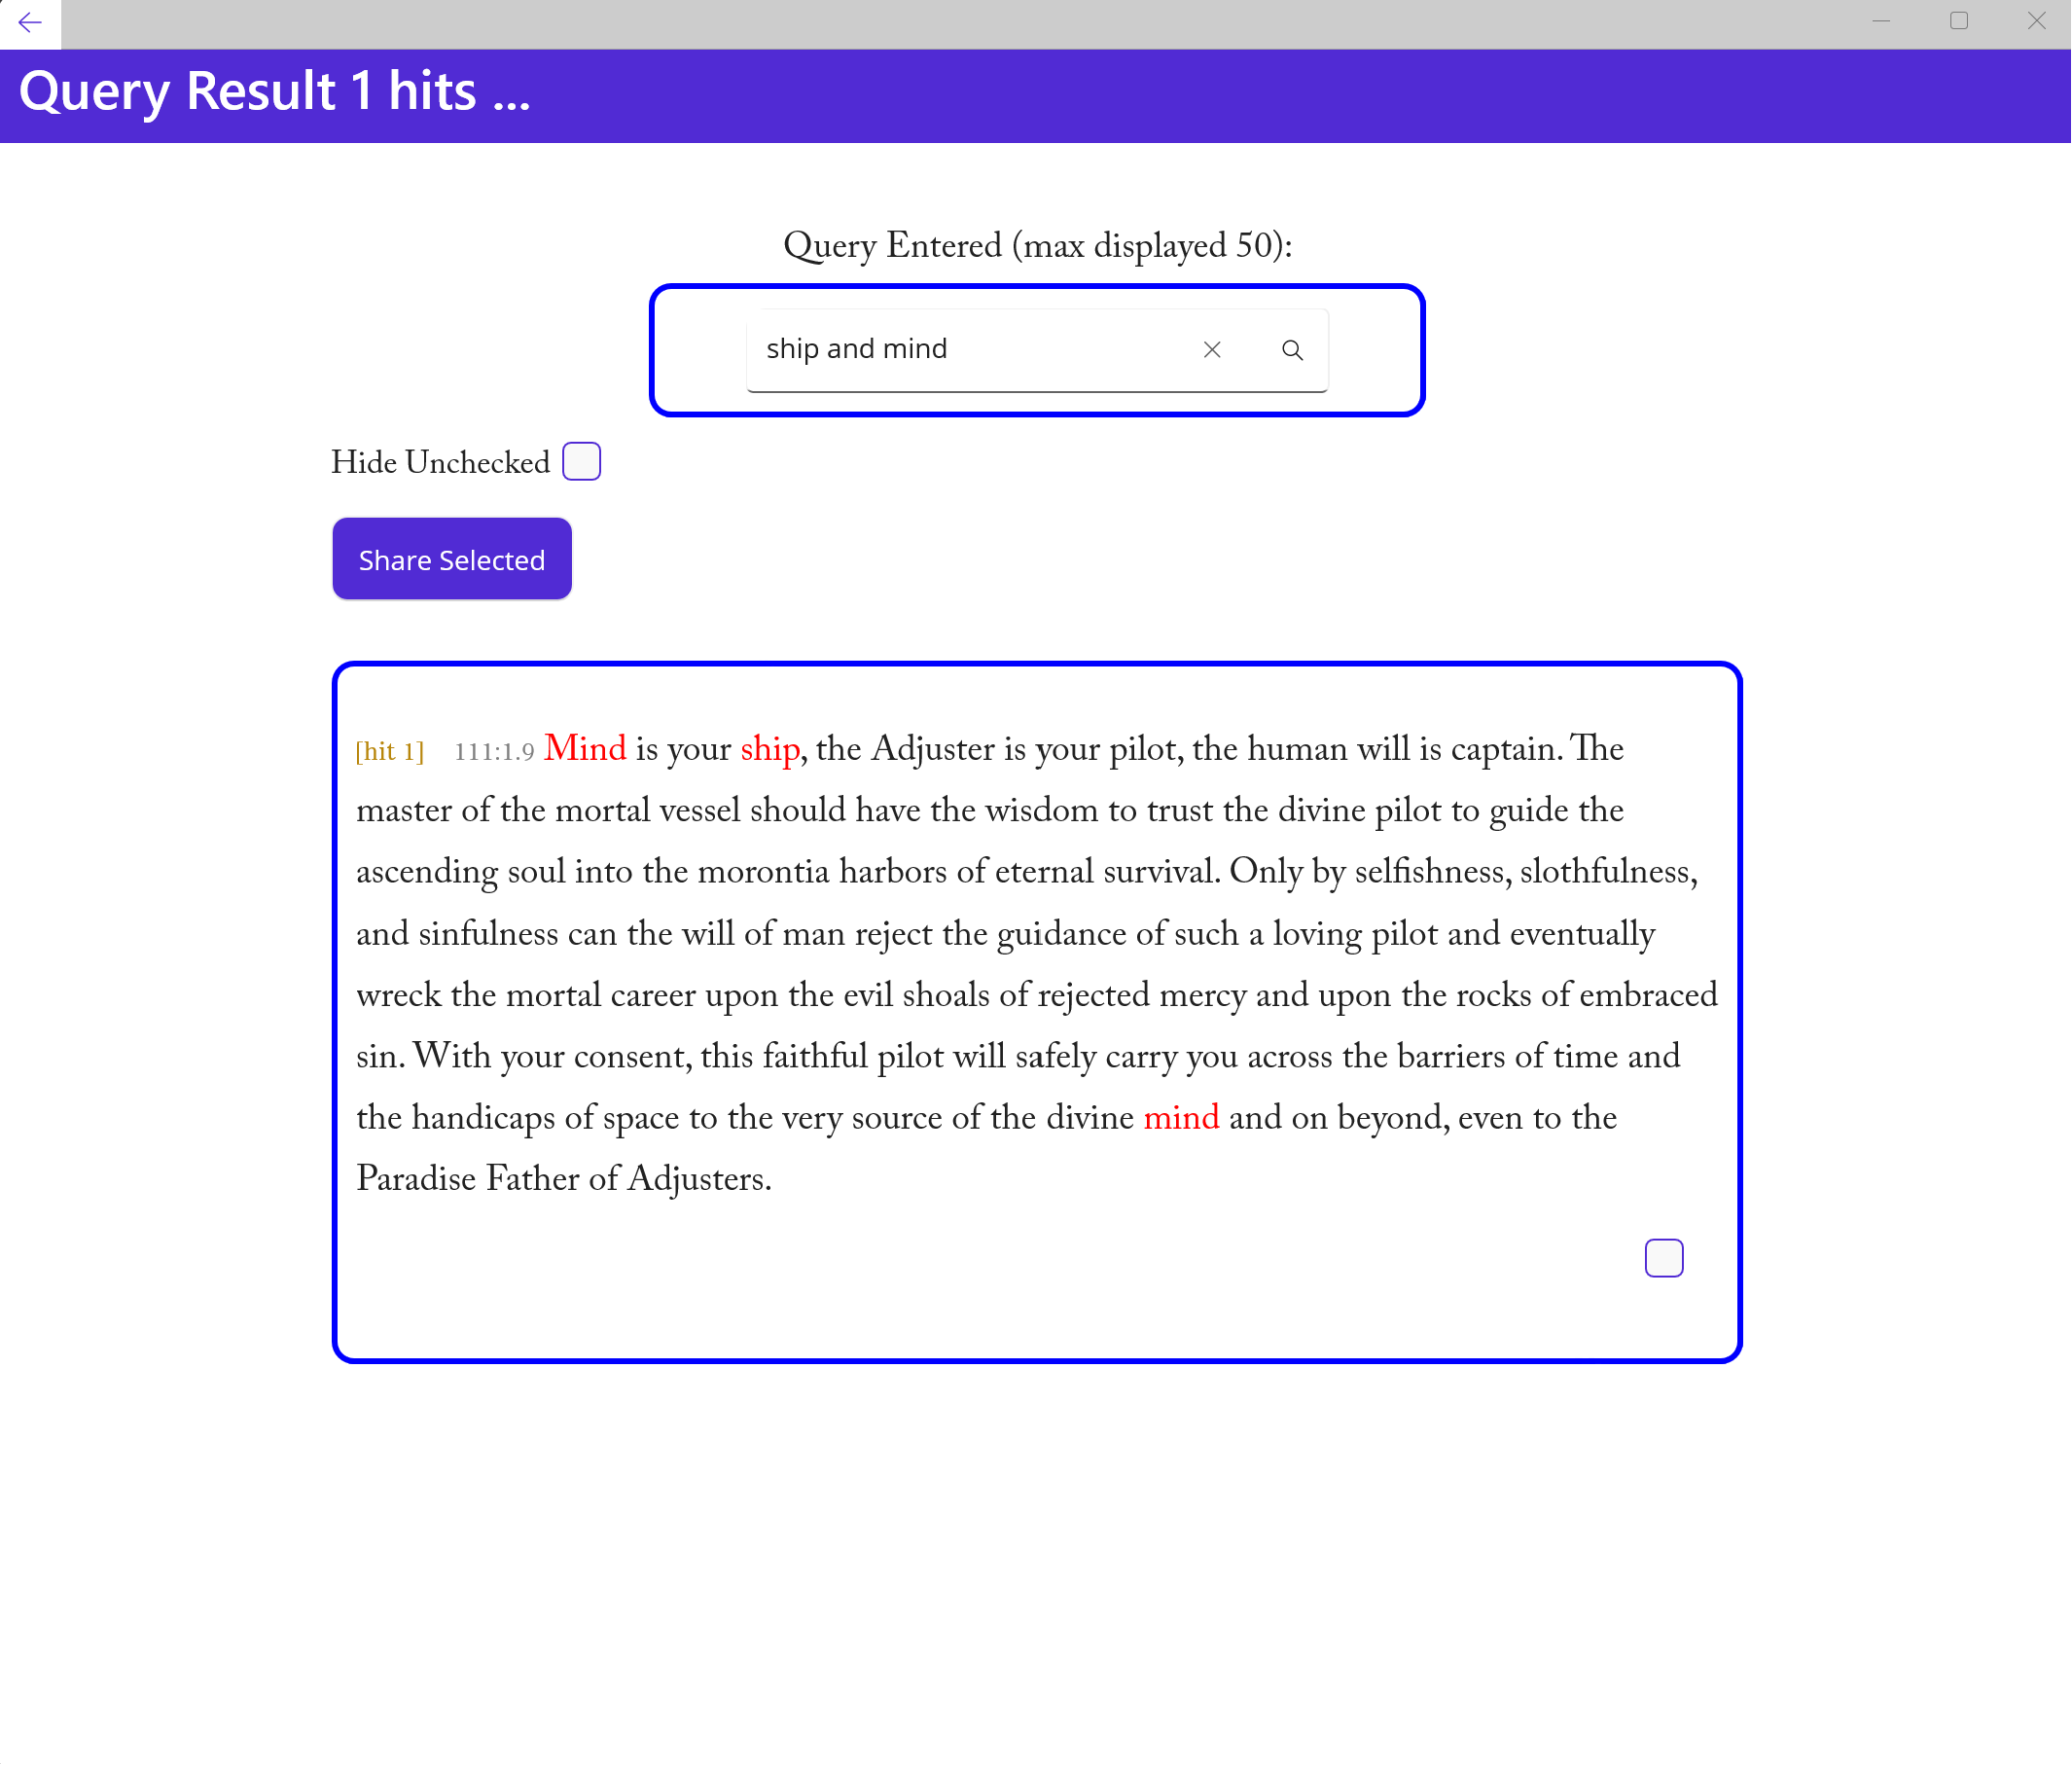 Query Result 1 hits ...
Query Entered (max displayed 50):
ship and mind
Hide Unchecked
Share Selected
[hit 1] 111:1.9 Mind is your ship, the Adjuster is your pilot, the human will is captain. The
master of the mortal vessel should have the wisdom to trust the divine pilot to guide the
ascending soul into the morontia harbors of eternal survival. Only by selfishness, slothfulness,
and sinfulness can the will of man reject the guidance of such a loving pilot and eventually
wreck the mortal career upon the evil shoals of rejected mercy and upon the rocks of embraced
sin. With your consent, this faithful pilot will safely carry you across the barriers of time and
the handicaps of space to the very source of the divine mind and on beyond, even to the
Paradise Father of Adjusters.